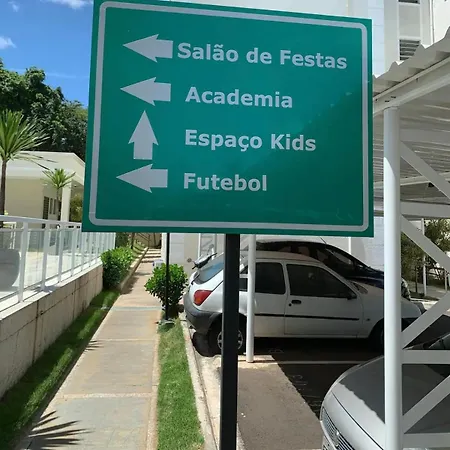 Salão de Festas
Academia
Espaço Kids
Futebol